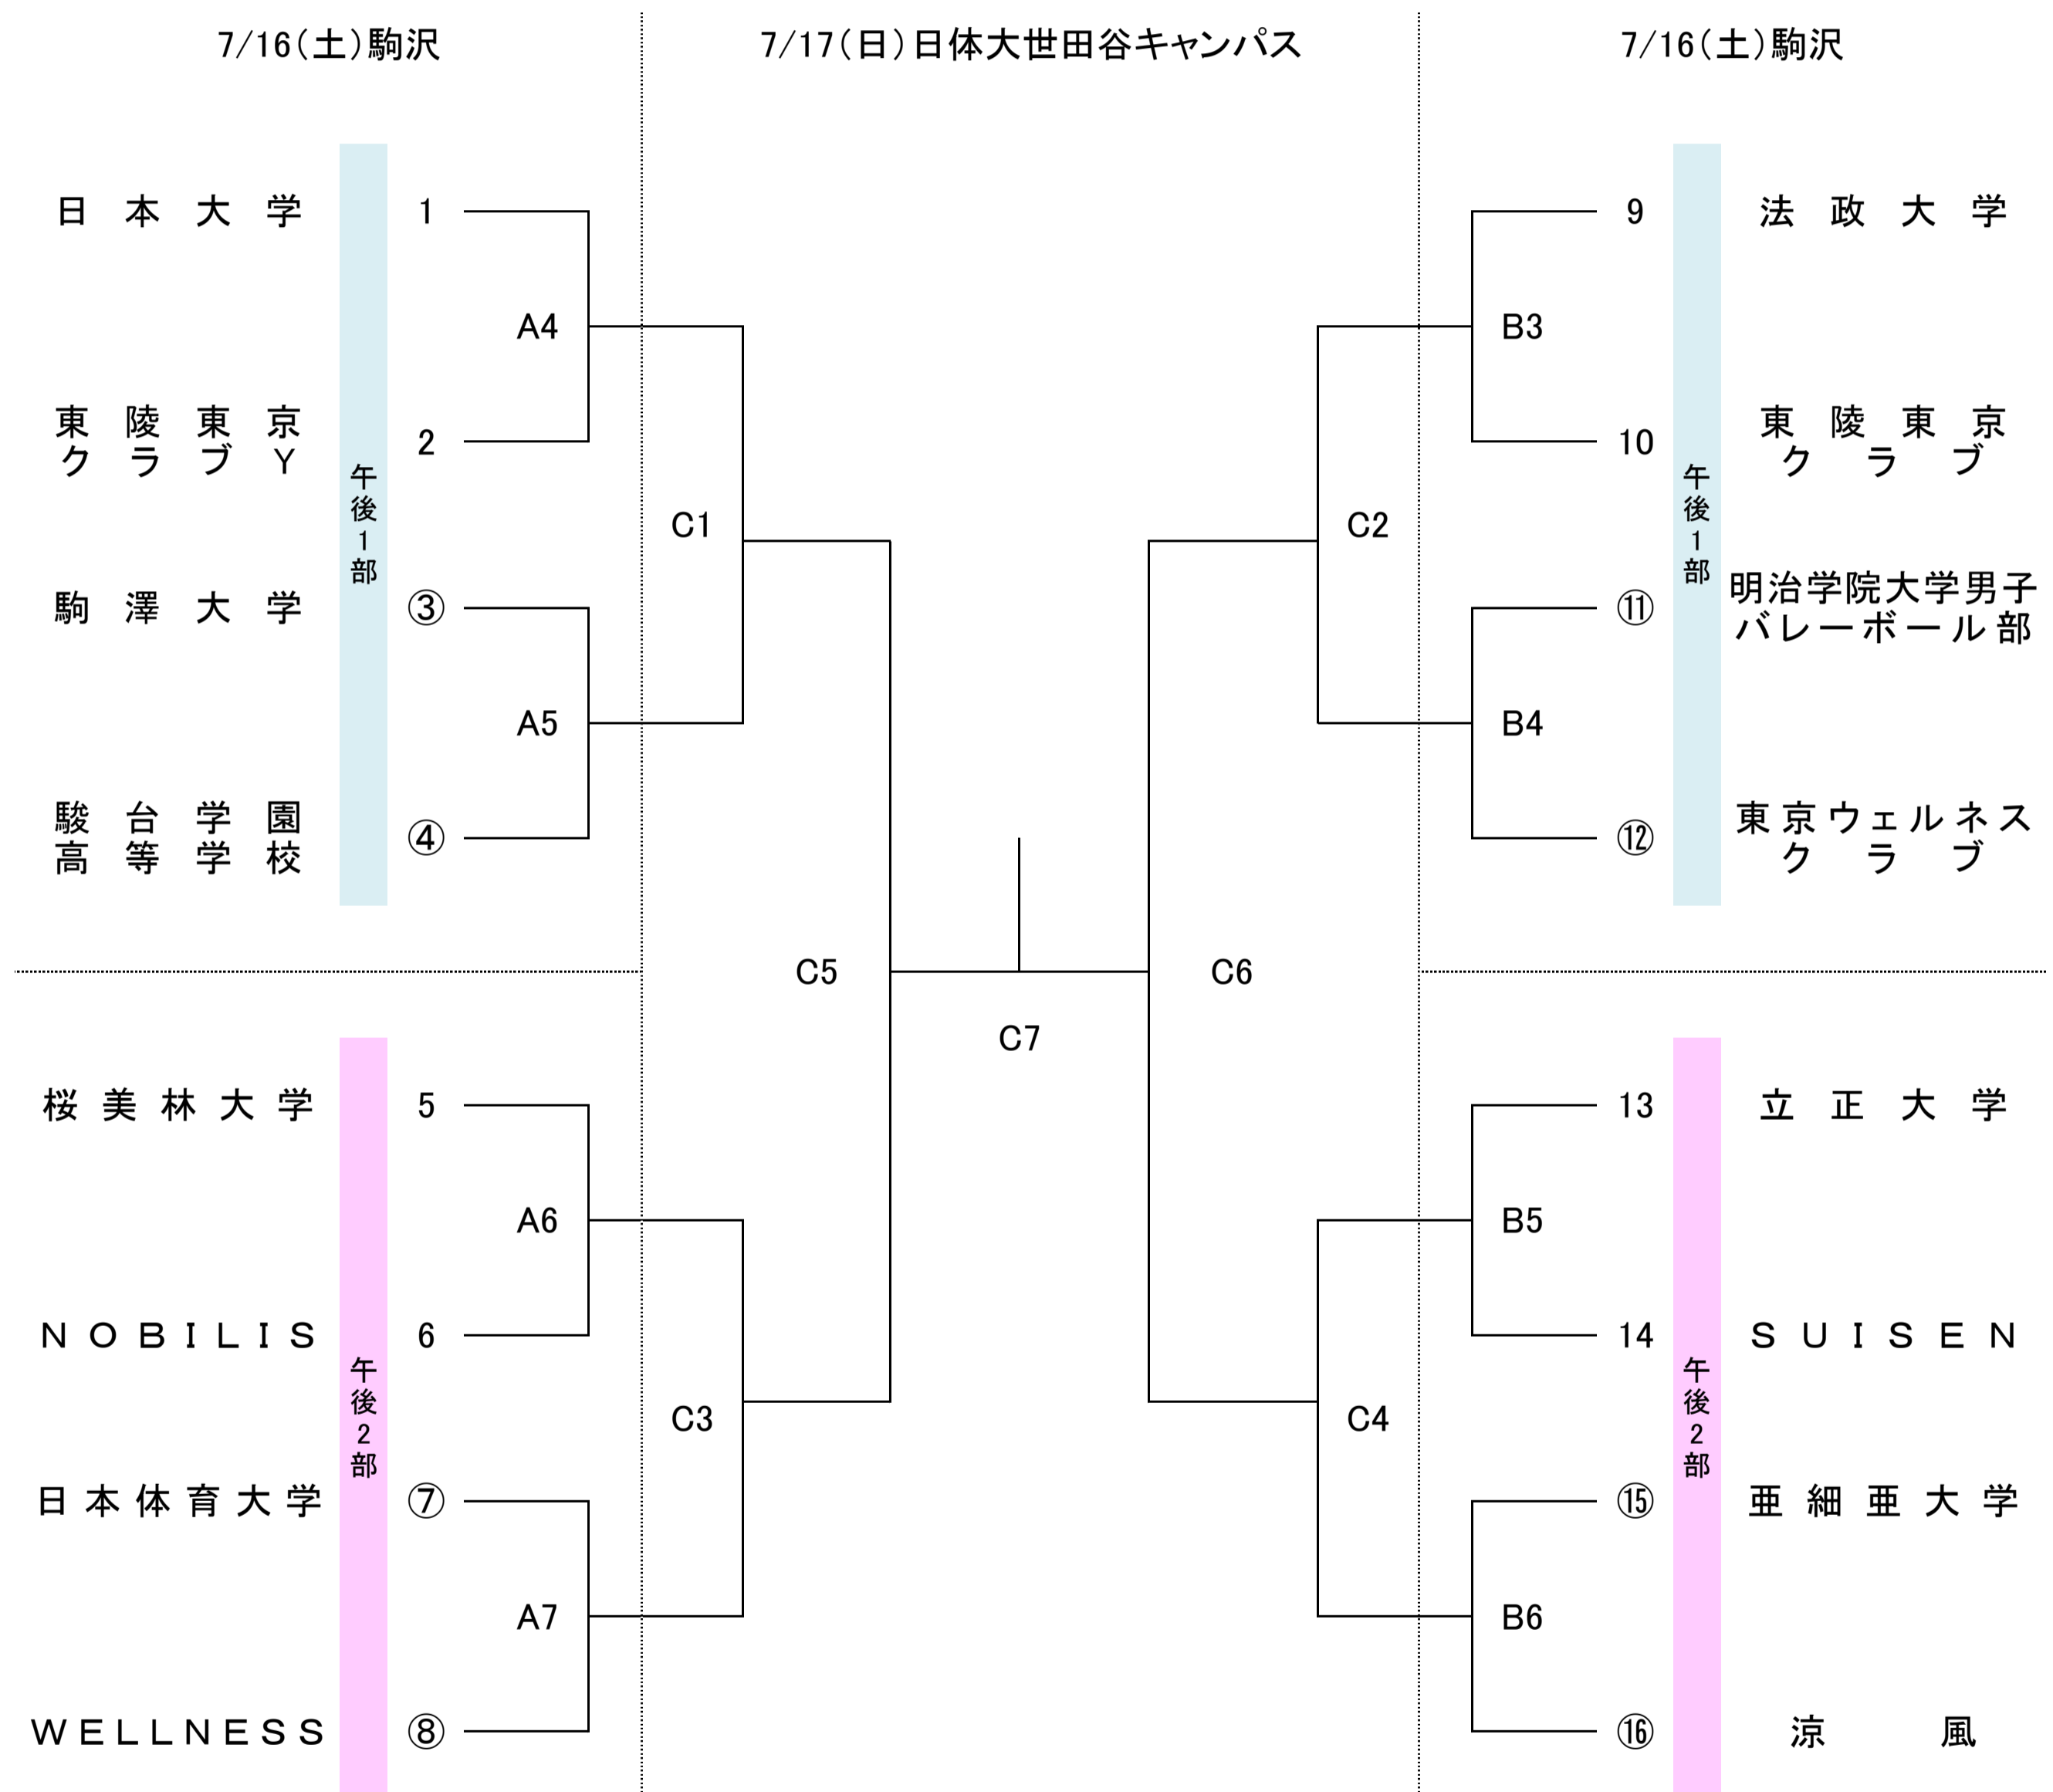 7/16(土)駒沢
7/17(日)日体大世田谷キャンパス
7/16(土)駒沢
日本大学
1
A4
東陵東京
クラブY
2
午後1部
C1
駒澤大学
③
A5
駿台学園
高等学校
④
C5
桜美林大学
5
A6
NOBILIS
6
午後2部
C3
日本体育大学
⑦
A7
WELLNESS
⑧
C7
9
法政大学
B3
10
東陵東京
クラブ
C2
午後1部
⑪
明治学院大学男子
バレーボール部
B4
⑫
東京ウェルネス
クラブ
C6
13
立正大学
B5
14
SUISEN
C4
午後2部
⑮
亜細亜大学
B6
⑯
涼風